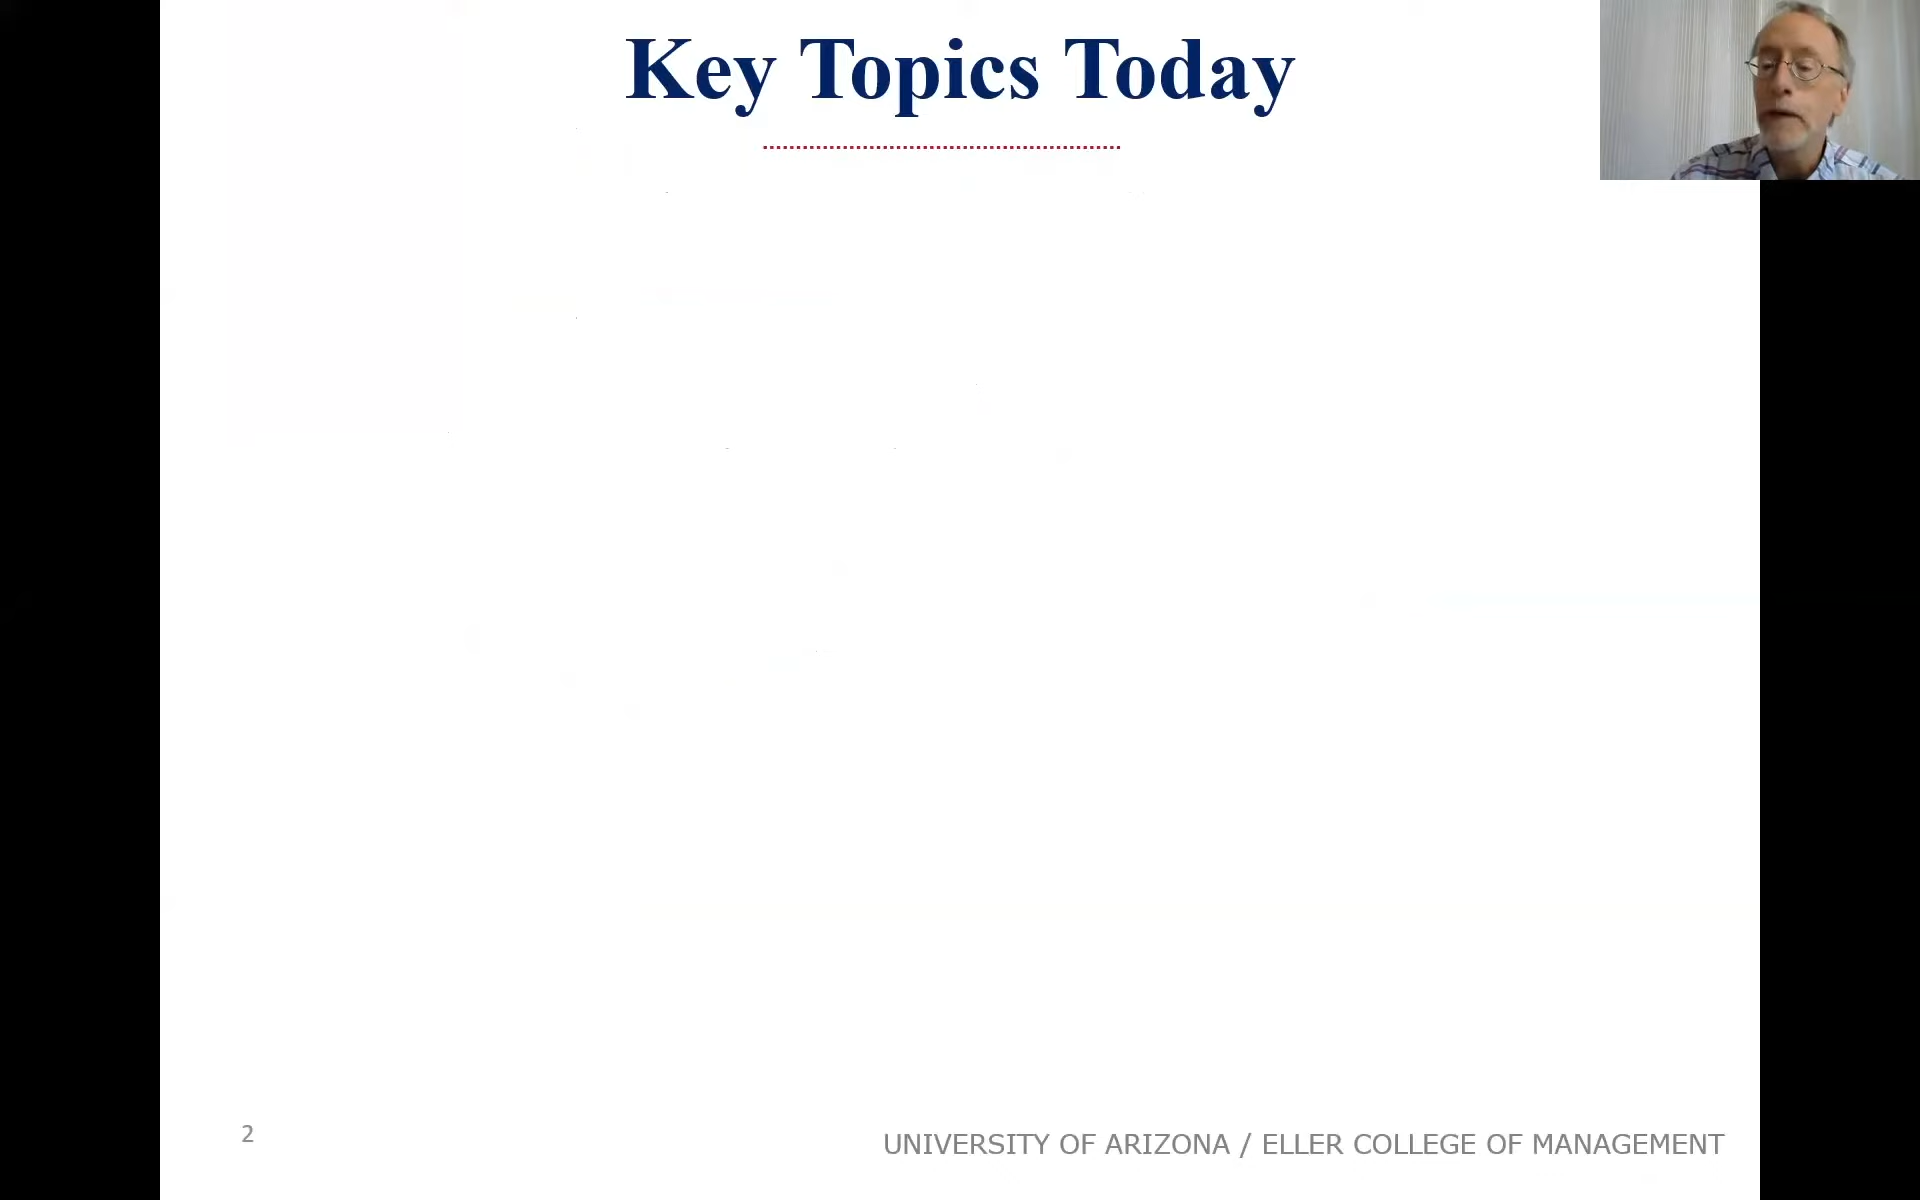 Key Topics Today
2
UNIVERSITY OF ARIZONA / ELLER COLLEGE OF MANAGEMENT